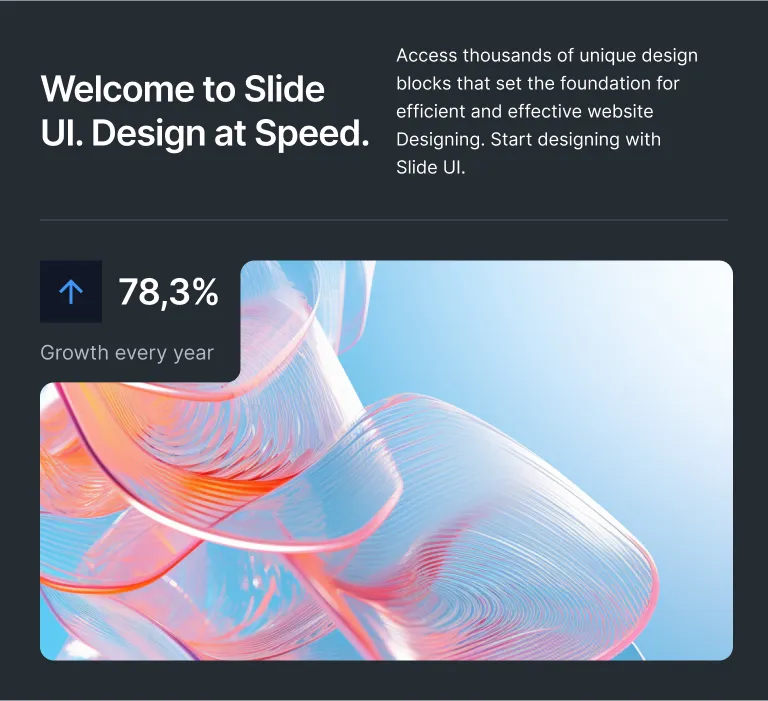 Welcome to Slide
UI. Design at Speed.
Access thousands of unique design
blocks that set the foundation for
efficient and effective website
Designing. Start designing with
Slide UI.
78,3%
Growth every year